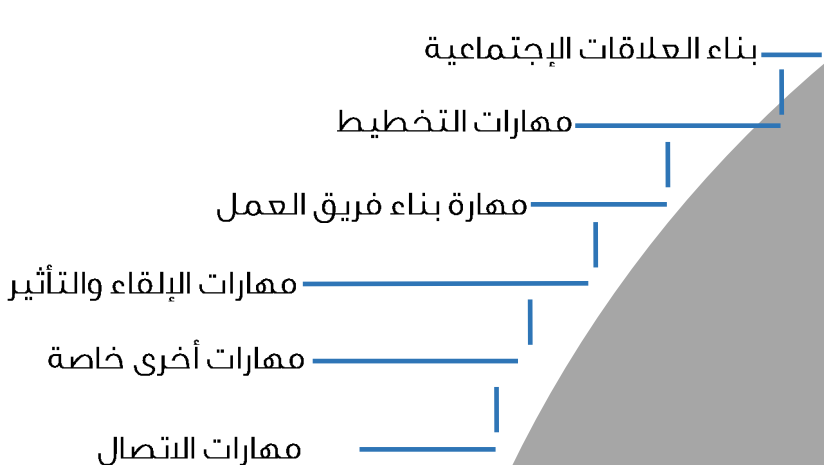 بناء العلاقات الإجتماعية
مهارات التخطيط
مهارة بناء فريق العمل
مهارات الإلقاء والتأثير
مهارات أخرى خاصة
مهارات الاتصال